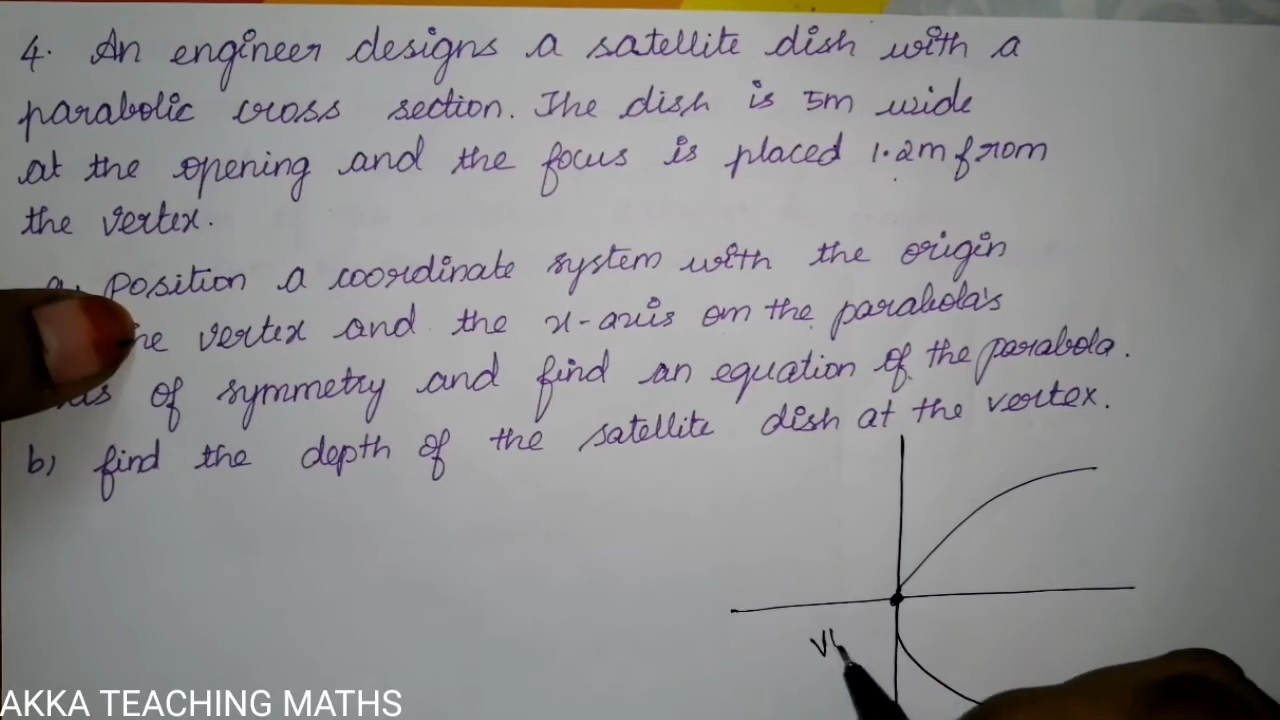 4. An engineer designs a satellite dish with a
parabolic cross section. The dish is 5m wide
at the opening and the focus is placed 1.2m from
the vertex.
Position a coordinate system with the origin
vertex and the x-axis on the parabola's
of symmetry and find an equation of the parabola.
b) find the depth of the satellite dish at the vertex.
V(
AKKA TEACHING MATHS